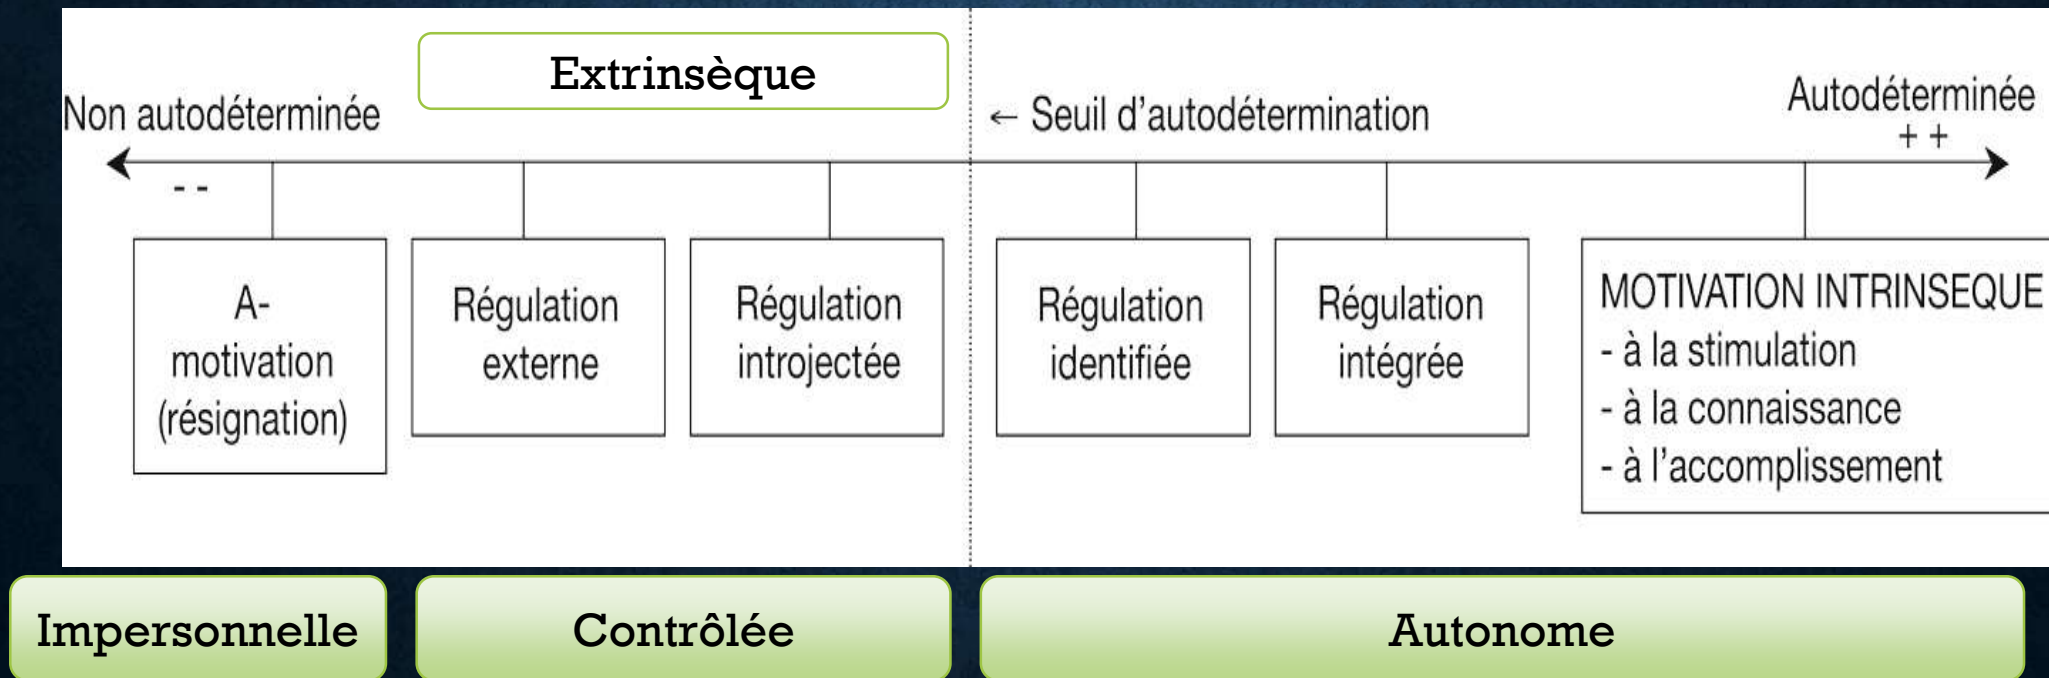 Extrinsèque
Non autodéterminée
← Seuil d'autodétermination
Autodéterminée
+ +
- -
A-
motivation
(résignation)
Régulation
externe
Régulation
introjectée
Régulation
identifiée
Régulation
intégrée
MOTIVATION INTRINSEQUE
- à la stimulation
- à la connaissance
- à l'accomplissement
Impersonnelle
Contrôlée
Autonome